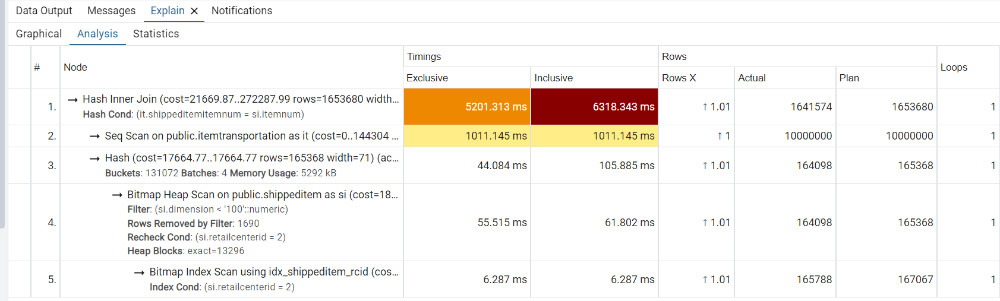 Data Output Messages Explain × Notifications
Graphical Analysis Statistics
# Node Timings Rows Loops
Exclusive Inclusive Rows X Actual Plan
1. → Hash Inner Join (cost=21669.87..272287.99 rows=1653680 width... 5201.313 ms 6318.343 ms ↑ 1.01 1641574 1653680 1
Hash Cond: (it.shippeditemitemnum = si.itemnum)
2. → Seq Scan on public.itemtransportation as it (cost=0..144304 ... 1011.145 ms 1011.145 ms ↑ 1 10000000 10000000 1
3. → Hash (cost=17664.77..17664.77 rows=165368 width=71) (ac... 44.084 ms 105.885 ms ↑ 1.01 164098 165368 1
Buckets: 131072 Batches: 4 Memory Usage: 5292 kB
4. → Bitmap Heap Scan on public.shippeditem as si (cost=18... 55.515 ms 61.802 ms ↑ 1.01 164098 165368 1
Filter: (si.dimension < '100'::numeric)
Rows Removed by Filter: 1690
Recheck Cond: (si.retailcenterid = 2)
Heap Blocks: exact=13296
5. → Bitmap Index Scan using idx_shippeditem_rcid (cos... 6.287 ms 6.287 ms ↑ 1.01 165788 167067 1
Index Cond: (si.retailcenterid = 2)